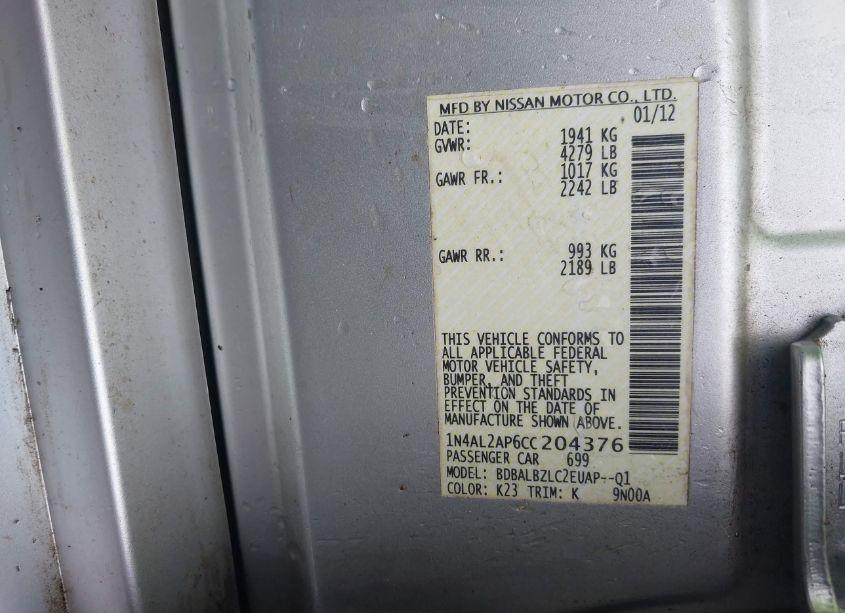 MFD BY NISSAN MOTOR CO., LTD.
DATE: 01/12
GVWR: 1941 KG
4279 LB
GAWR FR.: 1017 KG
2242 LB
GAWR RR.: 993 KG
2189 LB
THIS VEHICLE CONFORMS TO
ALL APPLICABLE FEDERAL
MOTOR VEHICLE SAFETY,
BUMPER, AND THEFT
PREVENTION STANDARDS IN
EFFECT ON THE DATE OF
MANUFACTURE SHOWN ABOVE.
1N4AL2AP6CC204376
PASSENGER CAR 699
MODEL: BDBALBZLC2EUAP--Q1
COLOR: K23 TRIM: K 9N00A